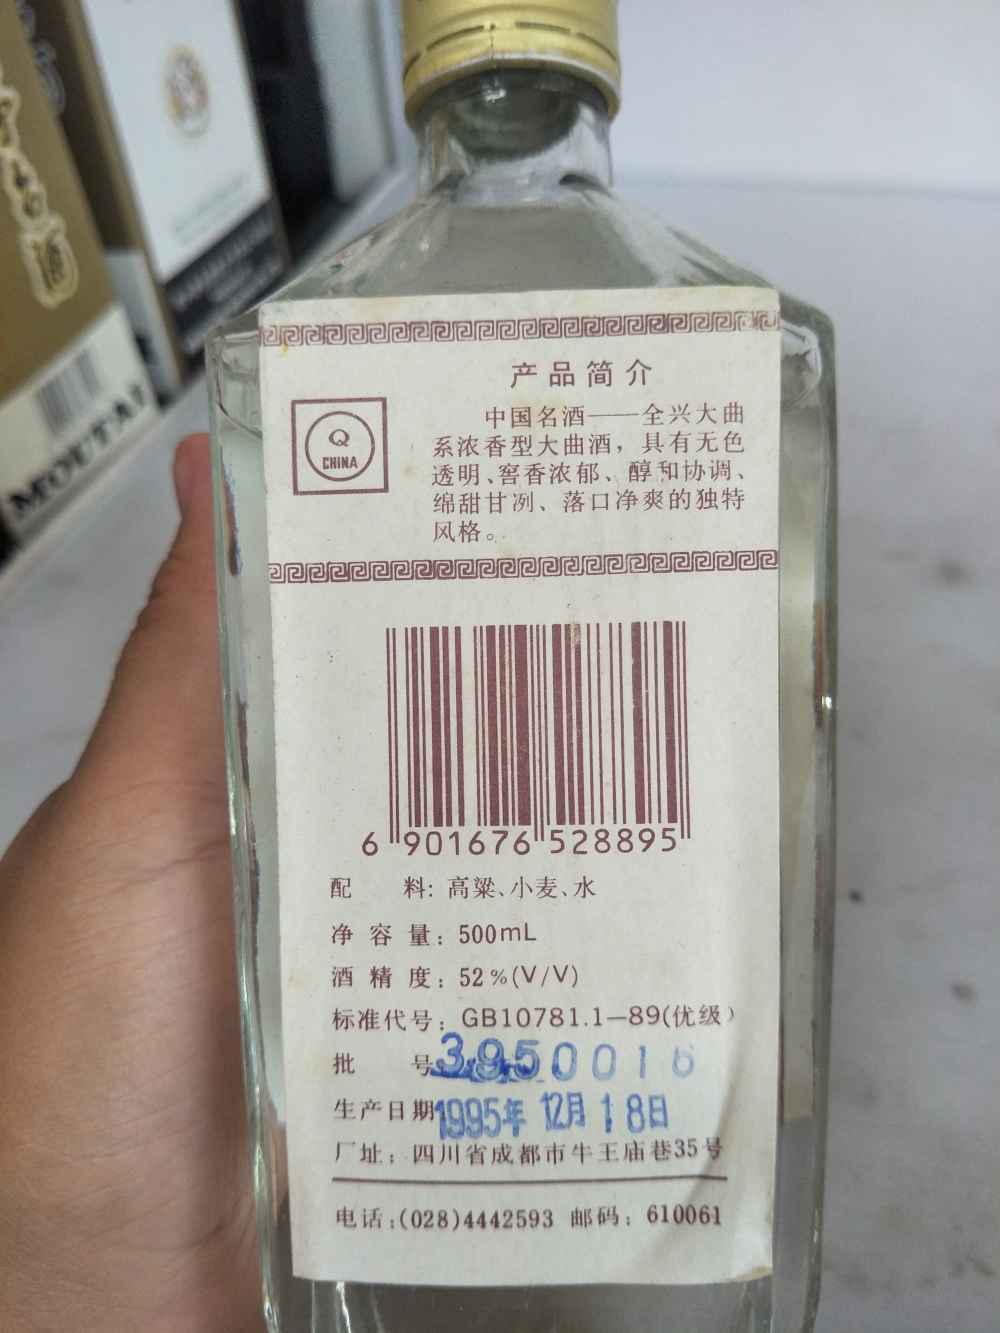 MOUTAI
产品简介
Q
CHINA
中国名酒——全兴大曲
系浓香型大曲酒，具有无色
透明、窖香浓郁、醇和协调、
绵甜甘冽、落口净爽的独特
风格。
6 901676 528895
配 料：高粱、小麦、水
净容量：500mL
酒精度：52%(V/V)
标准代号：GB10781.1—89(优级)
批 号 3950016
生产日期 1995年 12月 18日
厂址：四川省成都市牛王庙巷35号
电话：(028)4442593 邮码：610061